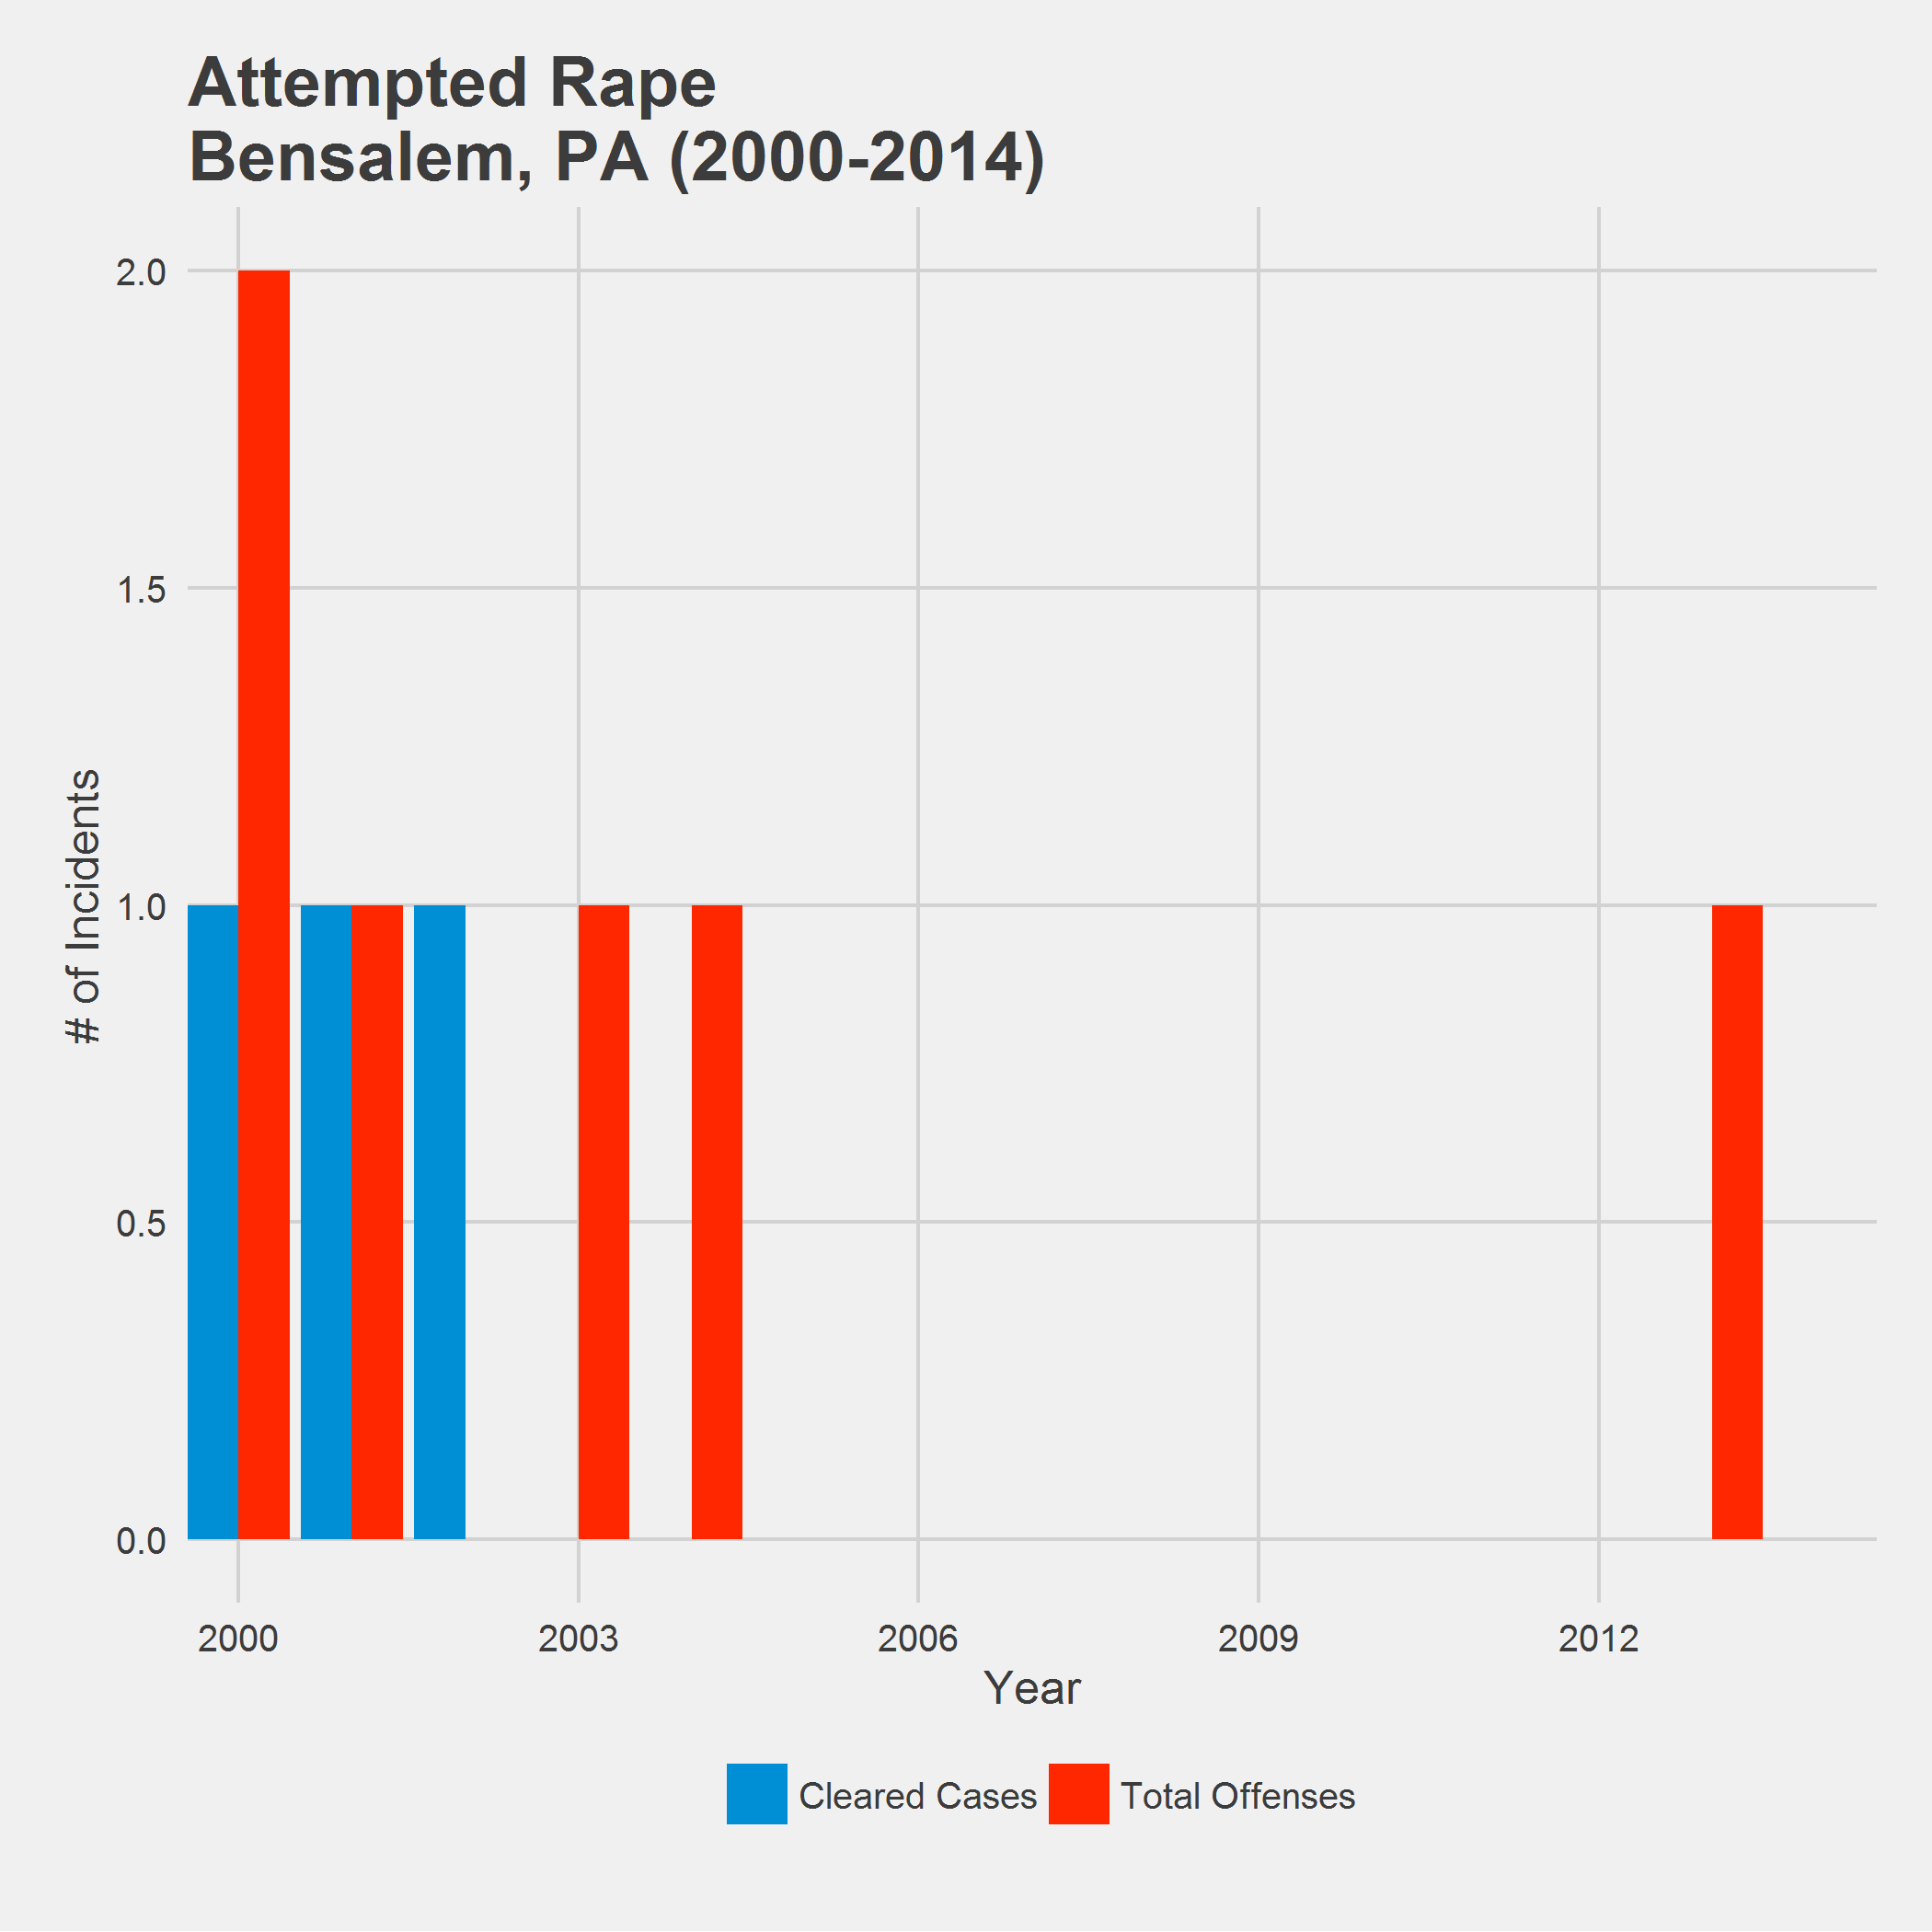 Attempted Rape
Bensalem, PA (2000-2014)
2.0
1.5
1.0
0.5
0.0
# of Incidents
2000 2003 2006 2009 2012
Year
Cleared Cases Total Offenses